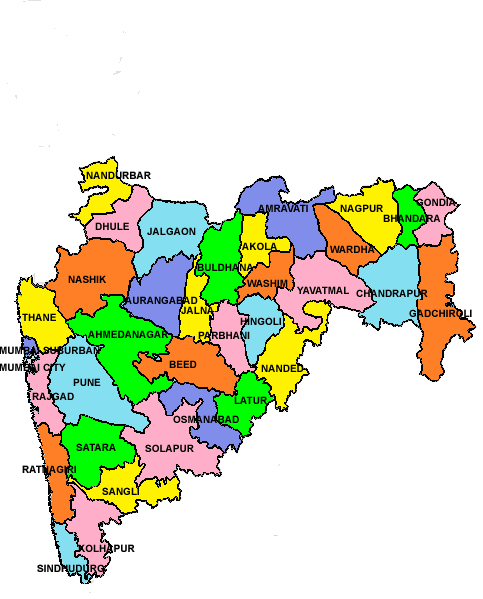 NANDURBAR
GONDIA
NAGPUR
AMRAVATI
BHANDARA
DHULE
JALGAON
AKOLA
WARDHA
BULDHANA
NASHIK
WASHIM
YAVATMAL
CHANDRAPUR
AURANGABAD
JALNA
GADCHIROLI
THANE
HINGOLI
AHMEDANAGAR
PARBHANI
MUMBAI SUBURBAN
BEED
NANDED
MUMBAI CITY
PUNE
RAJGAD
LATUR
OSMANABAD
SATARA
SOLAPUR
RATNAGIRI
SANGLI
KOLHAPUR
SINDHUDURG